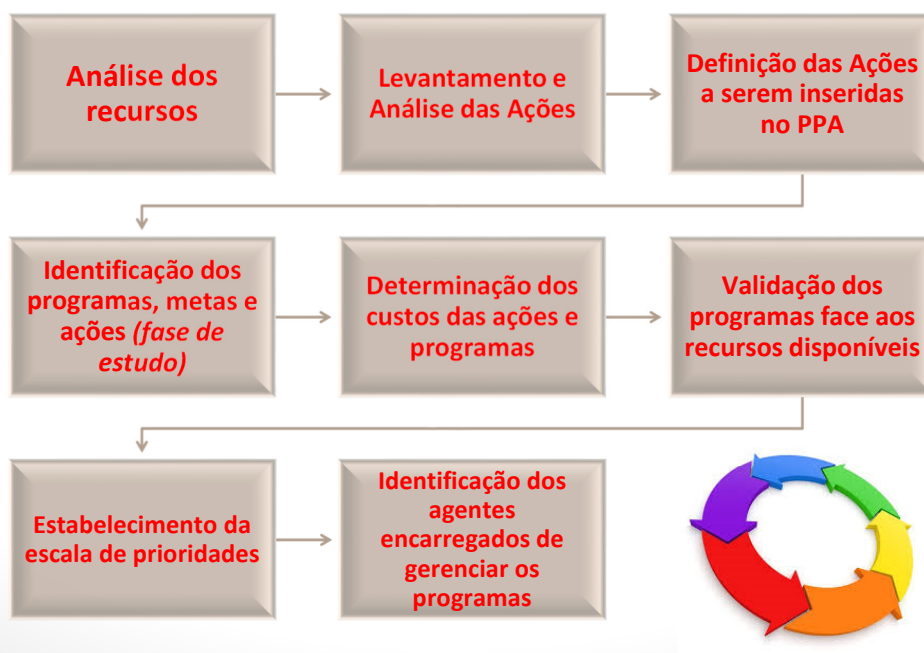 Análise dos
recursos
Levantamento e
Análise das Ações
Definição das Ações
a serem inseridas
no PPA
Identificação dos
programas, metas e
ações (fase de
estudo)
Determinação dos
custos das ações e
programas
Validação dos
programas face aos
recursos disponíveis
Estabelecimento da
escala de prioridades
Identificação dos
agentes
encarregados de
gerenciar os
programas